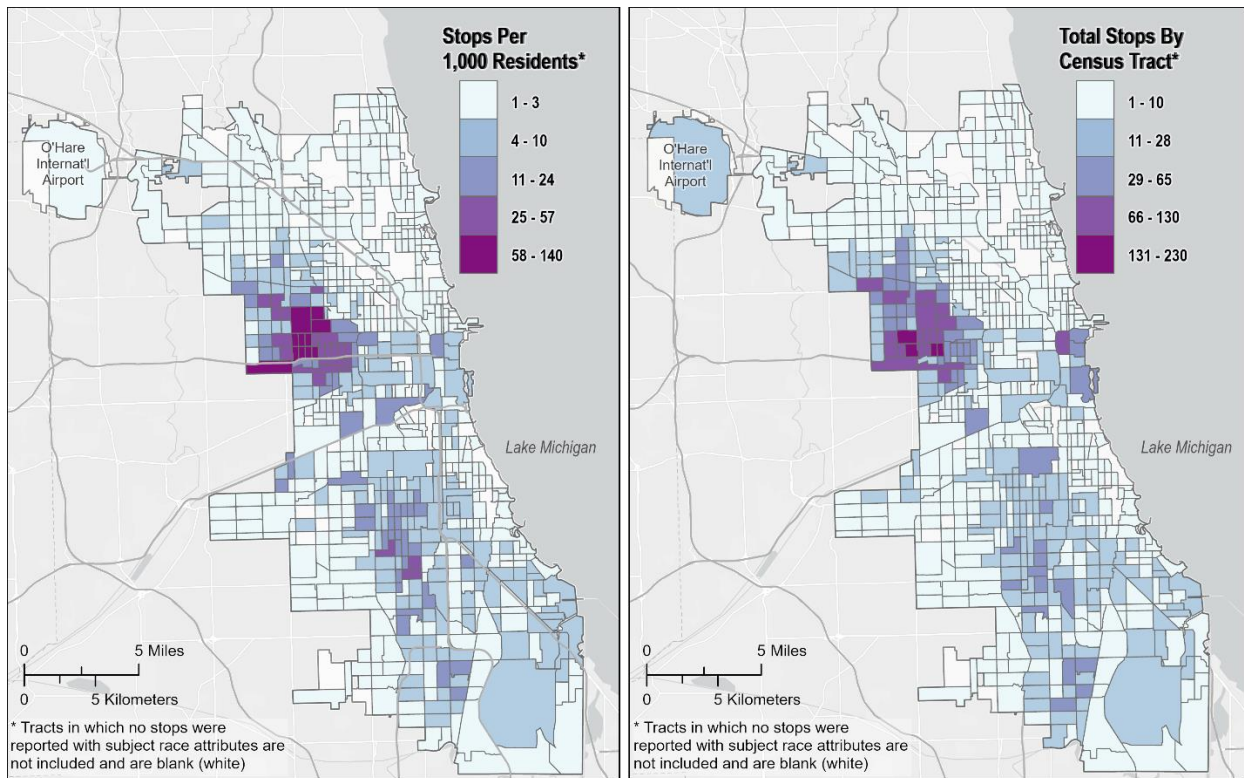 Stops Per
1,000 Residents*
1 - 3
4 - 10
11 - 24
25 - 57
58 - 140
O'Hare
Internat'l
Airport
Lake Michigan
0 5 Miles
0 5 Kilometers
* Tracts in which no stops were
reported with subject race attributes are
not included and are blank (white)
Total Stops By
Census Tract*
1 - 10
11 - 28
29 - 65
66 - 130
131 - 230
O'Hare
Internat'l
Airport
Lake Michigan
0 5 Miles
0 5 Kilometers
* Tracts in which no stops were
reported with subject race attributes are
not included and are blank (white)